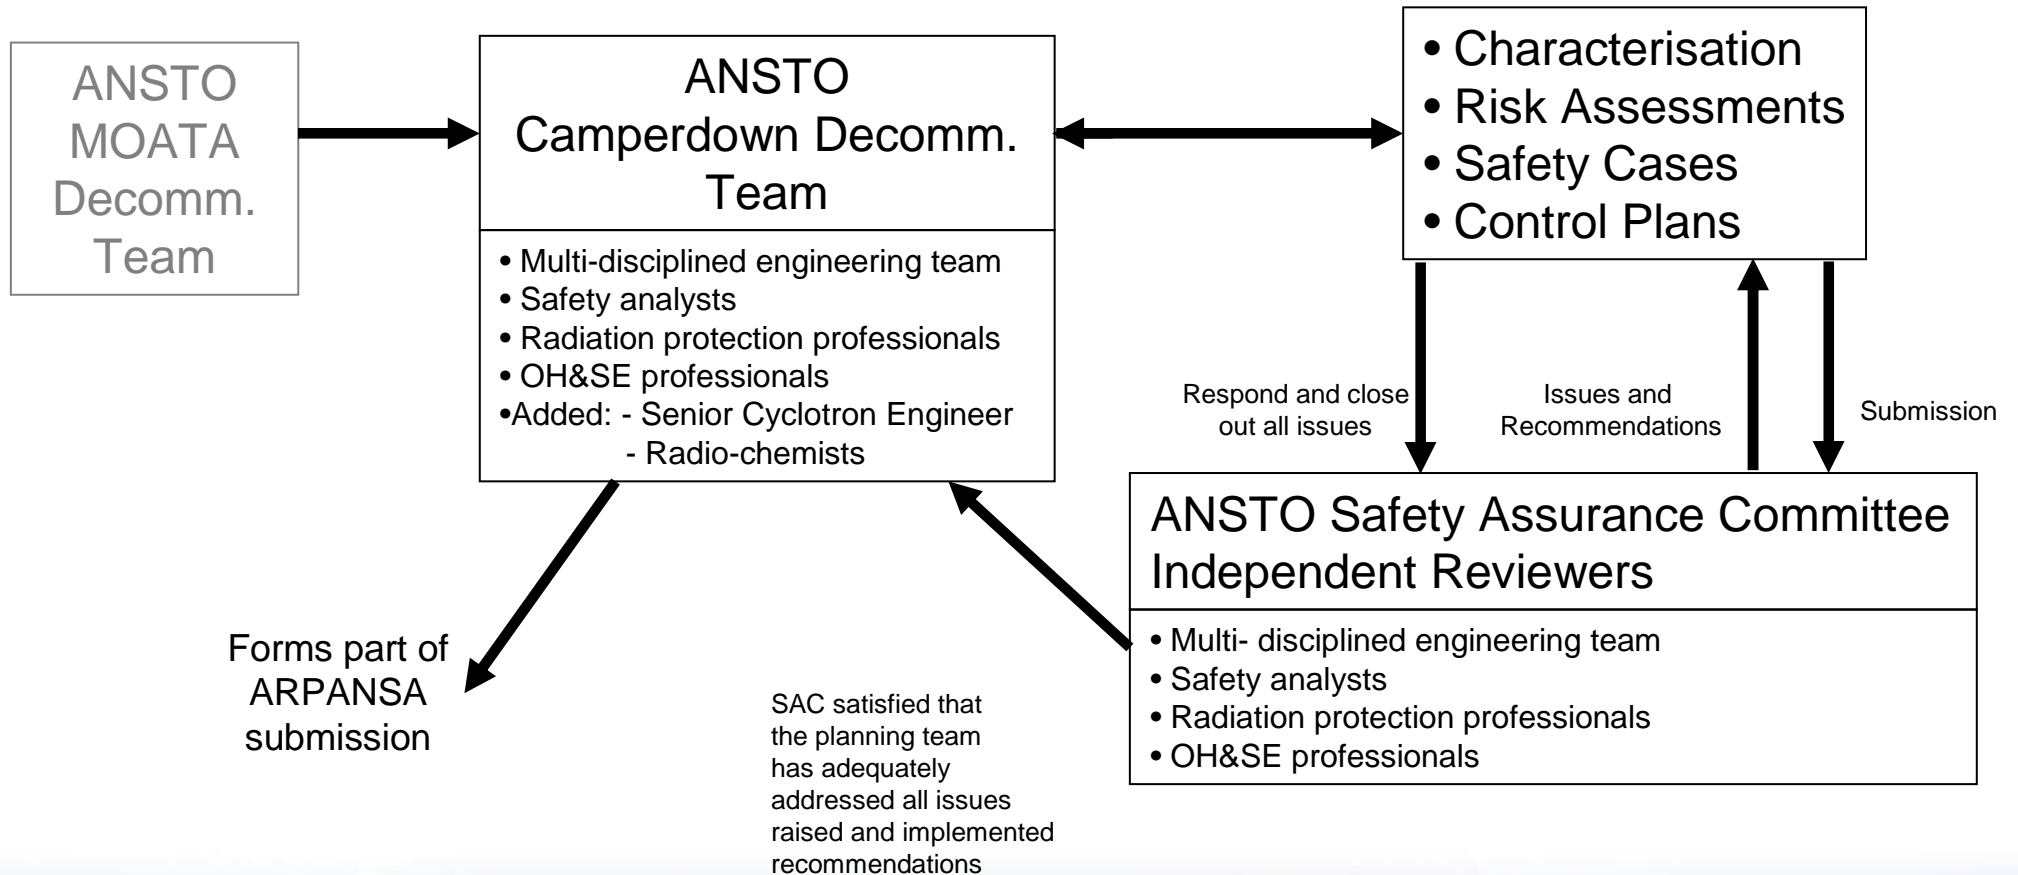 ANSTO
MOATA
Decomm.
Team
ANSTO
Camperdown Decomm.
Team
• Multi-disciplined engineering team
• Safety analysts
• Radiation protection professionals
• OH&SE professionals
•Added: - Senior Cyclotron Engineer
- Radio-chemists
• Characterisation
• Risk Assessments
• Safety Cases
• Control Plans
Respond and close
out all issues
Issues and
Recommendations
Submission
ANSTO Safety Assurance Committee
Independent Reviewers
• Multi- disciplined engineering team
• Safety analysts
• Radiation protection professionals
• OH&SE professionals
SAC satisfied that
the planning team
has adequately
addressed all issues
raised and implemented
recommendations
Forms part of
ARPANSA
submission